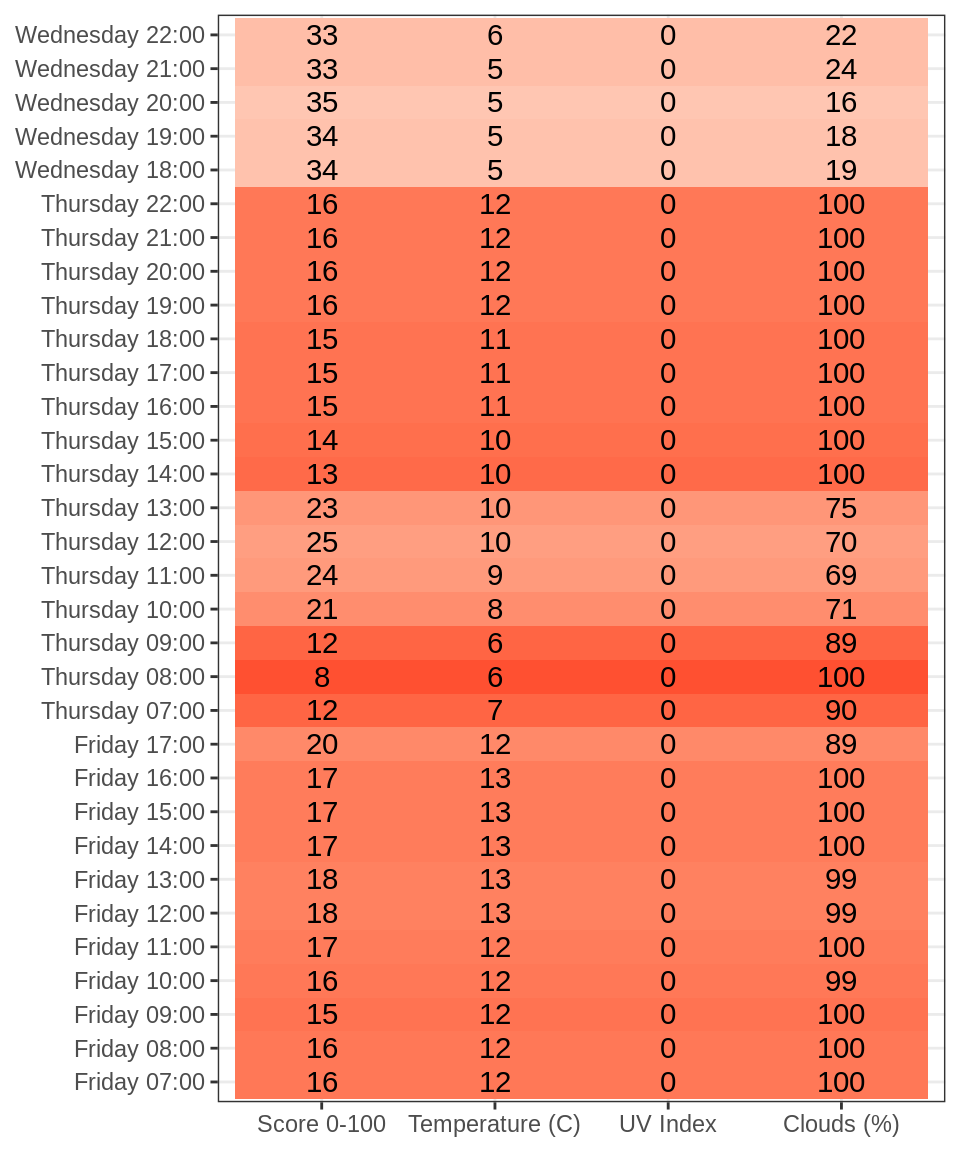 Wednesday 22:00 33 6 0 22
Wednesday 21:00 33 5 0 24
Wednesday 20:00 35 5 0 16
Wednesday 19:00 34 5 0 18
Wednesday 18:00 34 5 0 19
Thursday 22:00 16 12 0 100
Thursday 21:00 16 12 0 100
Thursday 20:00 16 12 0 100
Thursday 19:00 16 12 0 100
Thursday 18:00 15 11 0 100
Thursday 17:00 15 11 0 100
Thursday 16:00 15 11 0 100
Thursday 15:00 14 10 0 100
Thursday 14:00 13 10 0 100
Thursday 13:00 23 10 0 75
Thursday 12:00 25 10 0 70
Thursday 11:00 24 9 0 69
Thursday 10:00 21 8 0 71
Thursday 09:00 12 6 0 89
Thursday 08:00 8 6 0 100
Thursday 07:00 12 7 0 90
Friday 17:00 20 12 0 89
Friday 16:00 17 13 0 100
Friday 15:00 17 13 0 100
Friday 14:00 17 13 0 100
Friday 13:00 18 13 0 99
Friday 12:00 18 13 0 99
Friday 11:00 17 12 0 100
Friday 10:00 16 12 0 99
Friday 09:00 15 12 0 100
Friday 08:00 16 12 0 100
Friday 07:00 16 12 0 100
Score 0-100 Temperature (C) UV Index Clouds (%)